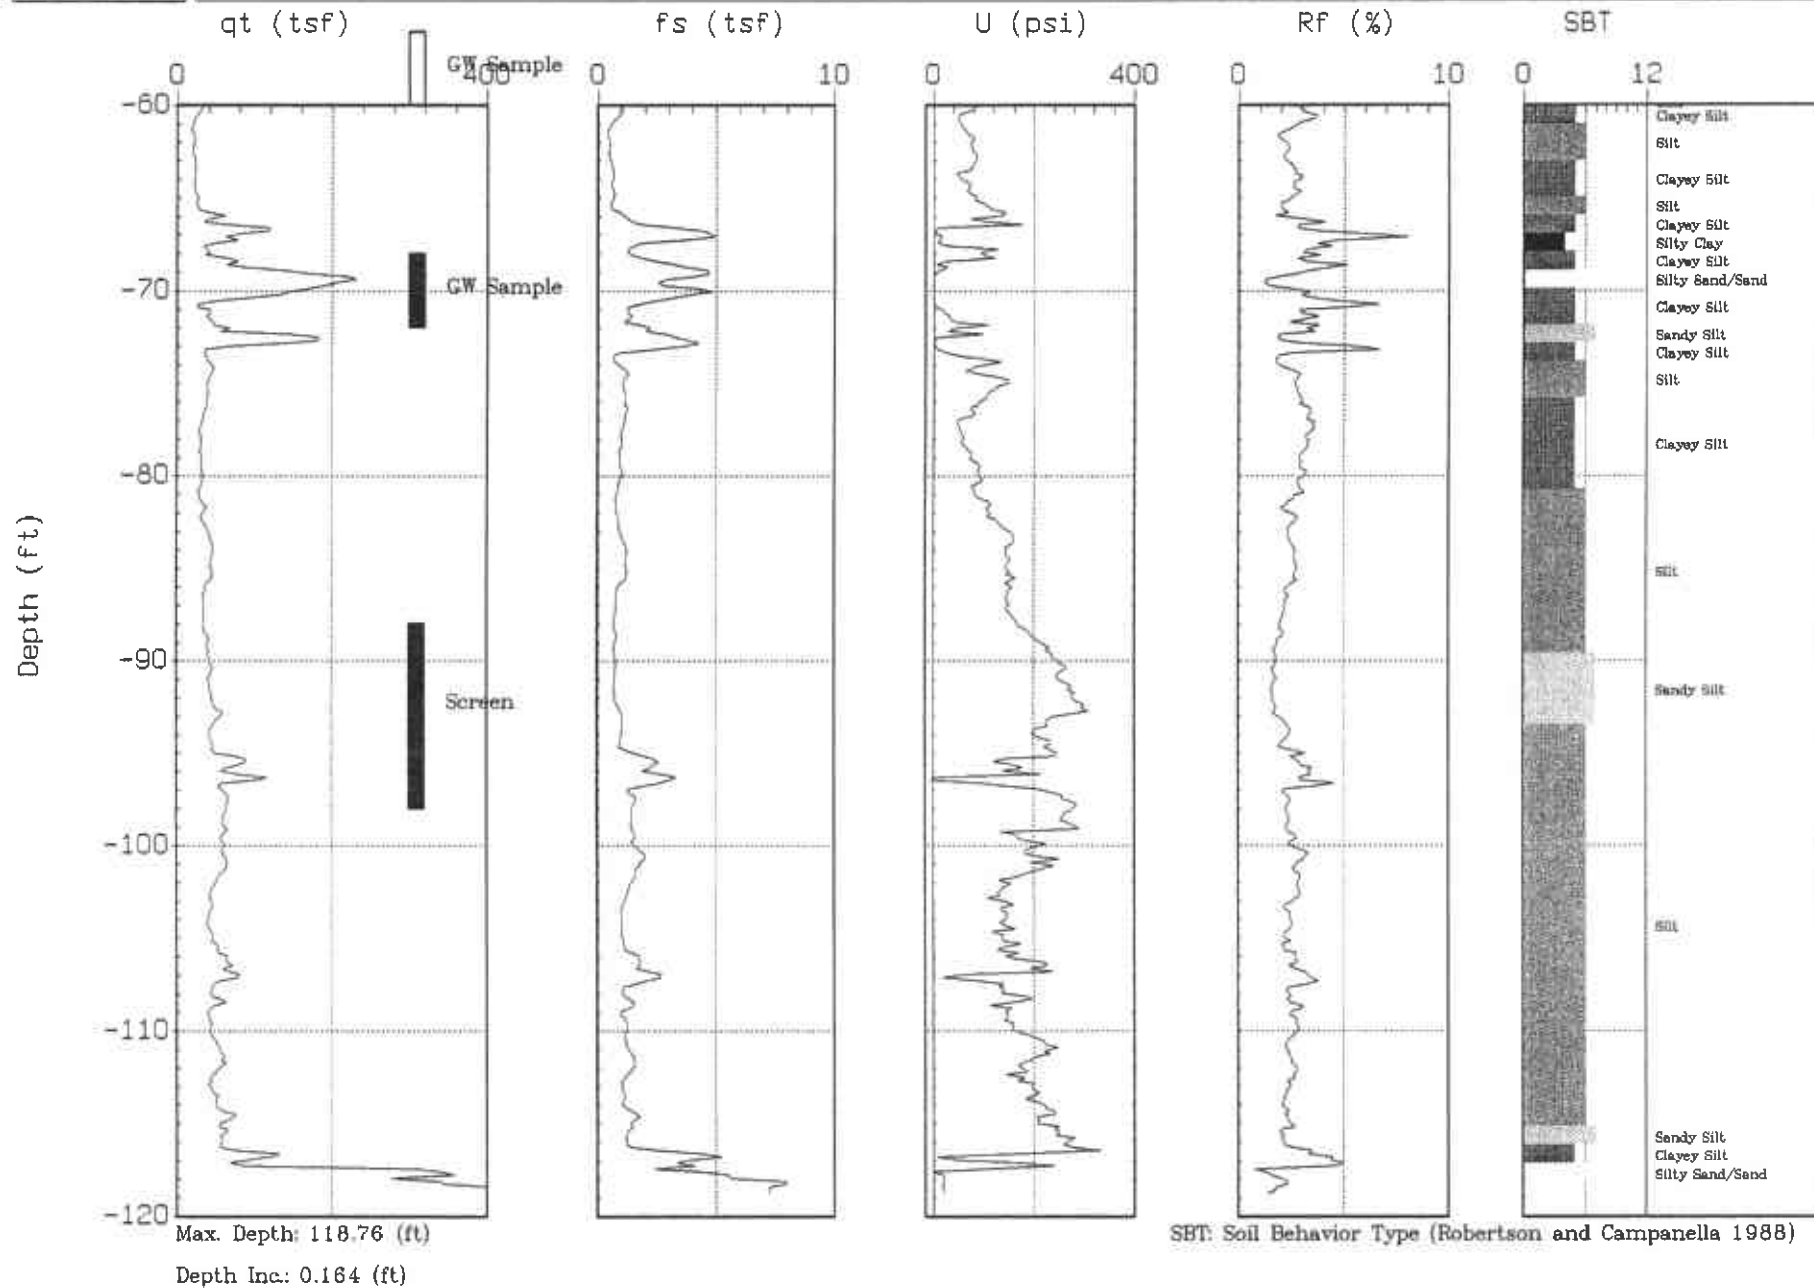 qt (tsf) fs (tsf) U (psi) Rf (%) SBT
GW Sample
0 400 0 10 0 400 0 10 0 12
-60
Clayey Silt
Silt
Clayey Silt
Silt
Clayey Silt
Silty Clay
Clayey Silt
Silty Sand/Sand
GW Sample
-70
Clayey Silt
Sandy Silt
Clayey Silt
Silt
Clayey Silt
-80
Depth (ft)
Silt
-90
Sandy Silt
Screen
-100
Silt
-110
Sandy Silt
Clayey Silt
Silty Sand/Sand
-120
Max. Depth: 118.76 (ft) SBT: Soil Behavior Type (Robertson and Campanella 1988)
Depth Inc.: 0.164 (ft)